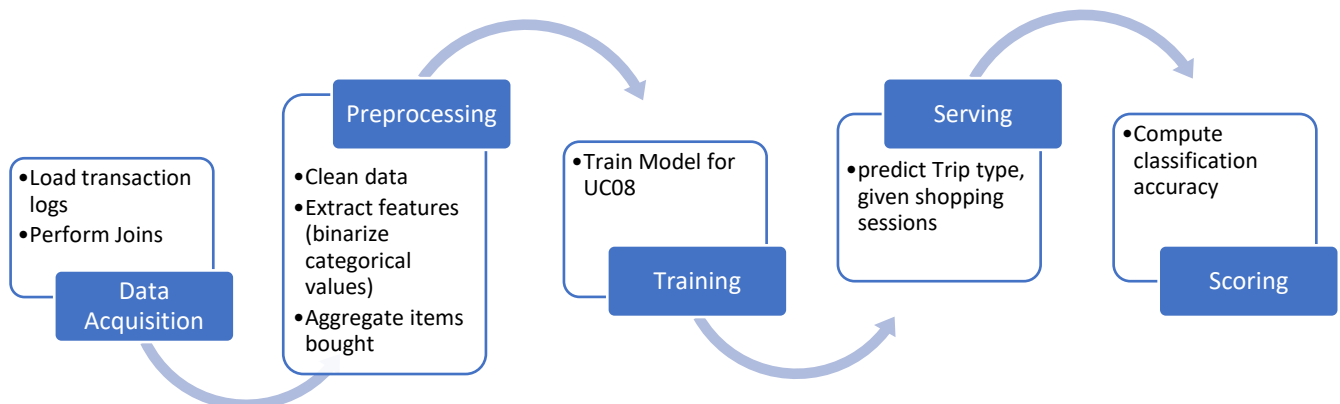 •Load transaction
logs
•Perform Joins
Data
Acquisition
Preprocessing
•Clean data
•Extract features
(binarize
categorical
values)
•Aggregate items
bought
•Train Model for
UC08
Training
Serving
•predict Trip type,
given shopping
sessions
•Compute
classification
accuracy
Scoring